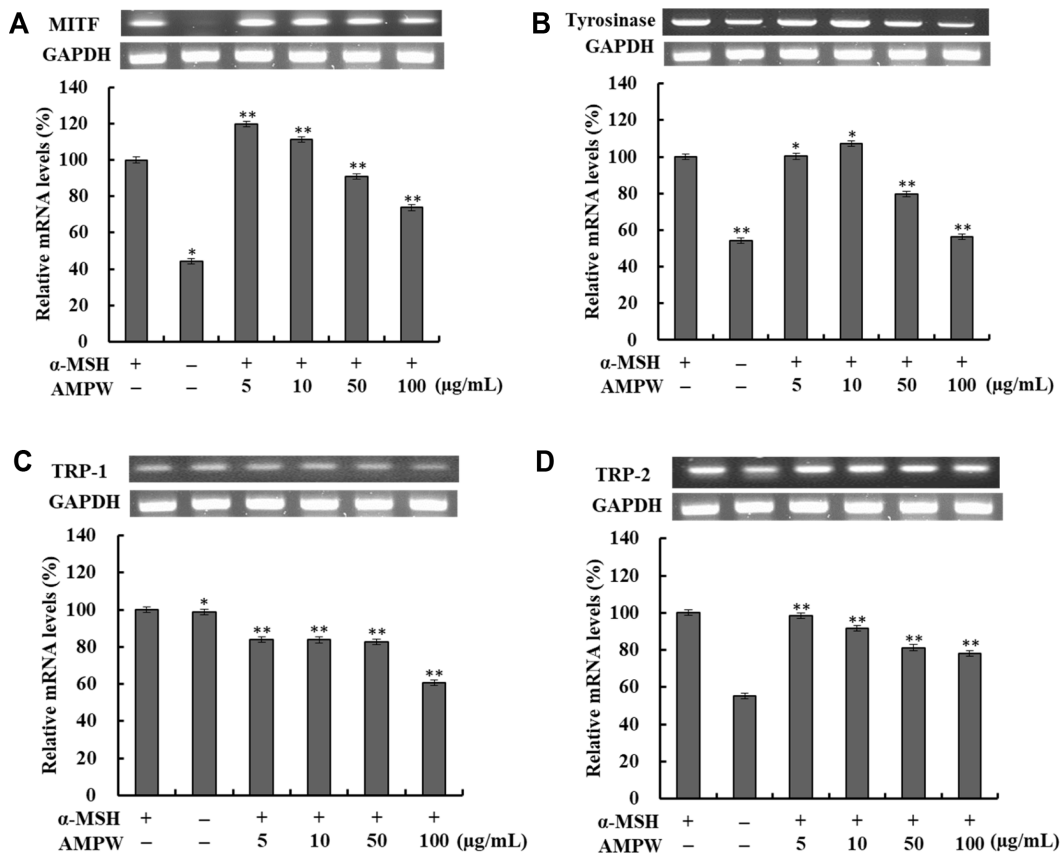 A
MITF
GAPDH
Relative mRNA levels (%)
140
120
100
80
60
40
20
0
**
**
**
**
*
α-MSH + – + + + +
AMPW – – 5 10 50 100 (μg/mL)
B
Tyrosinase
GAPDH
Relative mRNA levels (%)
140
120
100
80
60
40
20
0
*
*
**
**
**
α-MSH + – + + + +
AMPW – – 5 10 50 100 (μg/mL)
C
TRP-1
GAPDH
Relative mRNA levels (%)
140
120
100
80
60
40
20
0
*
**
**
**
**
α-MSH + – + + + +
AMPW – – 5 10 50 100 (μg/mL)
D
TRP-2
GAPDH
Relative mRNA levels (%)
140
120
100
80
60
40
20
0
**
**
**
**
α-MSH + – + + + +
AMPW – – 5 10 50 100 (μg/mL)